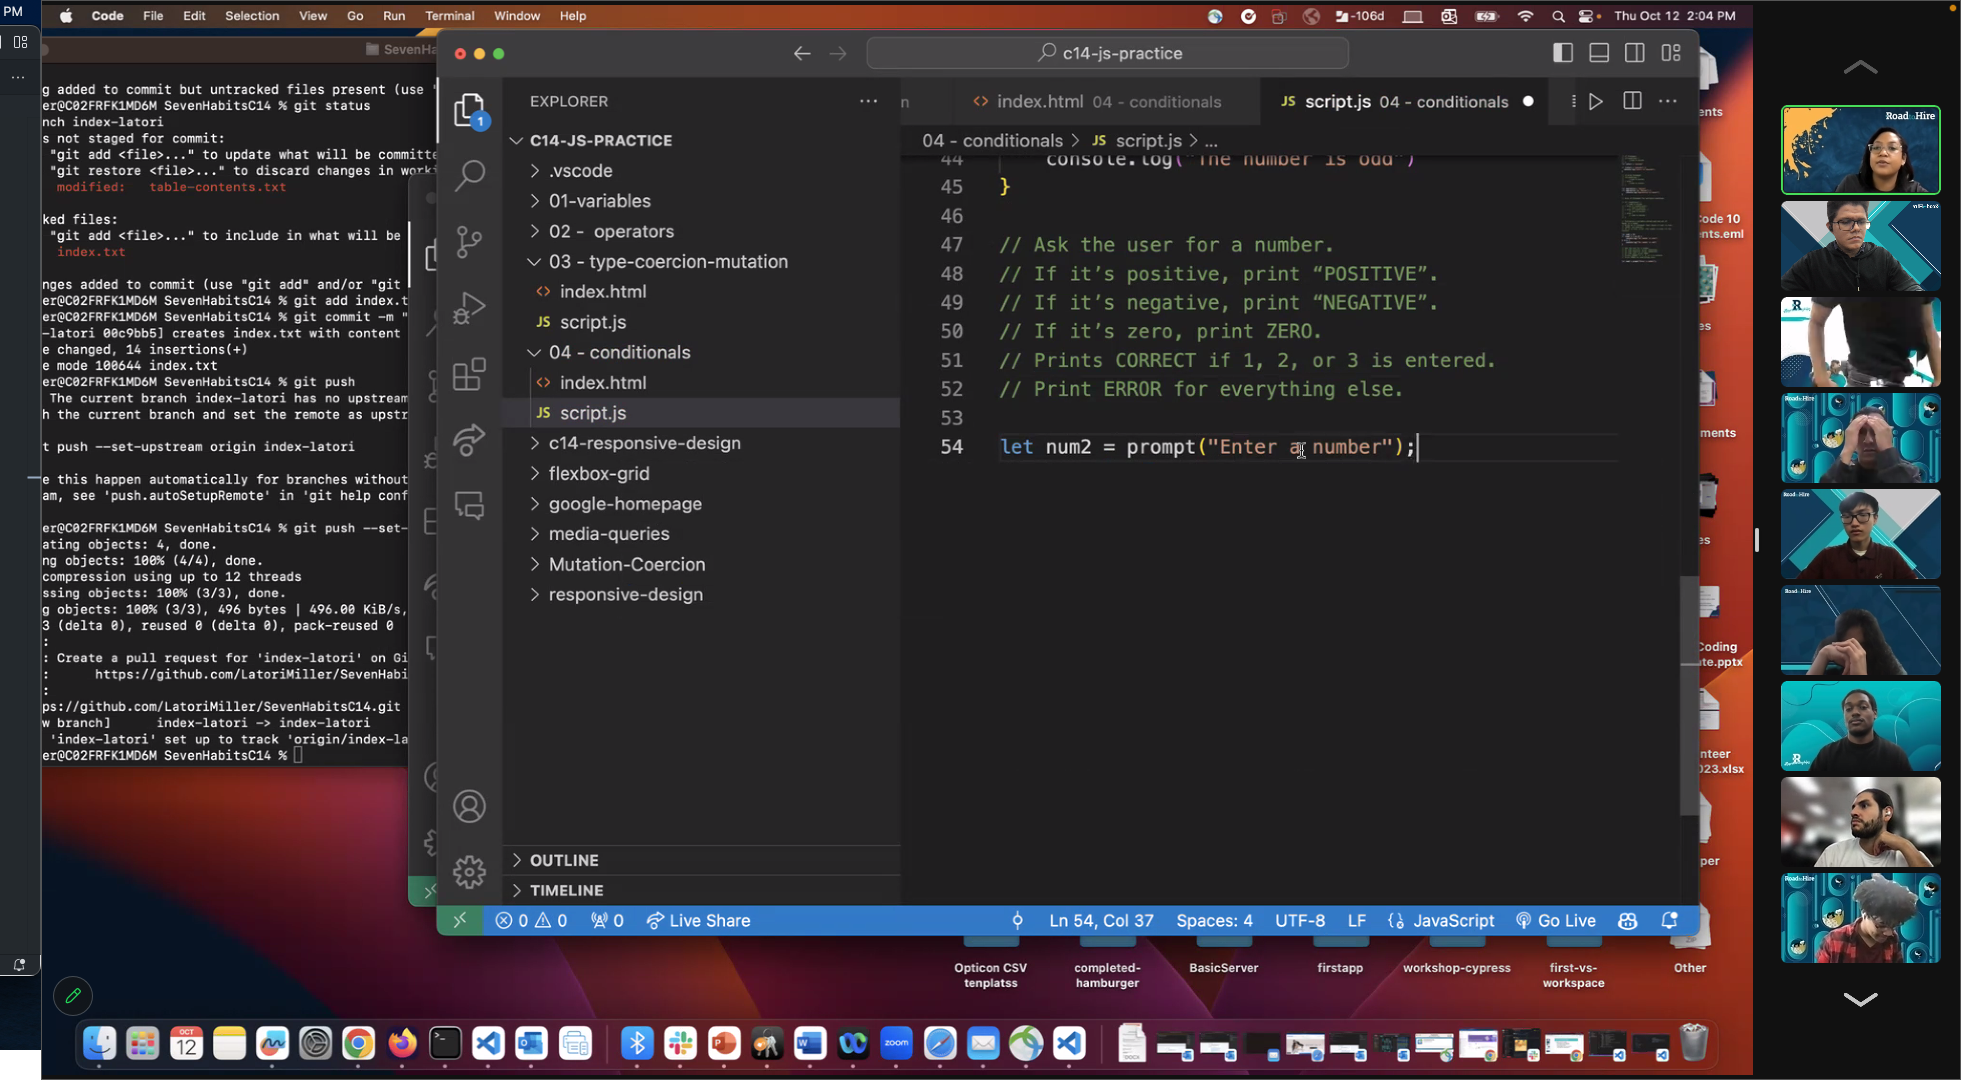 PM
Code File Edit Selection View Go Run Terminal Window Help
-106d
Thu Oct 12 2:04 PM
SevenHa
g added to commit but untracked files present (use "
er@C02FRFK1MD6M SevenHabitsC14 % git status
nch index-latori
s not staged for commit:
"git add <file>..." to update what will be committe
"git restore <file>..." to discard changes in worki
modified: table-contents.txt
ked files:
"git add <file>..." to include in what will be
index.txt
nges added to commit (use "git add" and/or "git
er@C02FRFK1MD6M SevenHabitsC14 % git add index.t
er@C02FRFK1MD6M SevenHabitsC14 % git commit -m "
-latori 00c9bb5] creates index.txt with content
e changed, 14 insertions(+)
e mode 100644 index.txt
er@C02FRFK1MD6M SevenHabitsC14 % git push
The current branch index-latori has no upstream
h the current branch and set the remote as upstr
t push --set-upstream origin index-latori
e this happen automatically for branches without
am, see 'push.autoSetupRemote' in 'git help conf
er@C02FRFK1MD6M SevenHabitsC14 % git push --set-
ating objects: 4, done.
ng objects: 100% (4/4), done.
compression using up to 12 threads
ssing objects: 100% (3/3), done.
g objects: 100% (3/3), 496 bytes | 496.00 KiB/s,
3 (delta 0), reused 0 (delta 0), pack-reused 0
:
: Create a pull request for 'index-latori' on Gi
: https://github.com/LatoriMiller/SevenHabi
:
ps://github.com/LatoriMiller/SevenHabitsC14.git
w branch] index-latori -> index-latori
'index-latori' set up to track 'origin/index-la
er@C02FRFK1MD6M SevenHabitsC14 %
c14-js-practice
1
EXPLORER
C14-JS-PRACTICE
.vscode
01-variables
02 - operators
03 - type-coercion-mutation
index.html
JS script.js
04 - conditionals
index.html
JS script.js
c14-responsive-design
flexbox-grid
google-homepage
media-queries
Mutation-Coercion
responsive-design
OUTLINE
TIMELINE
n
index.html 04 - conditionals
JS script.js 04 - conditionals
04 - conditionals > JS script.js > ...
44 console.log("The number is odd")
45 }
46
47 // Ask the user for a number.
48 // If it’s positive, print “POSITIVE”.
49 // If it’s negative, print “NEGATIVE”.
50 // If it’s zero, print ZERO.
51 // Prints CORRECT if 1, 2, or 3 is entered.
52 // Print ERROR for everything else.
53
54 let num2 = prompt("Enter a number");
0 0 0 Live Share
Ln 54, Col 37 Spaces: 4 UTF-8 LF JavaScript Go Live
ents
Code 10
nts.eml
es
ments
es
Coding
ate.pptx
nteer
023.xlsx
per
Opticon CSV
tenplatss
completed-
hamburger
BasicServer
firstapp
workshop-cypress
first-vs-
workspace
Other
OCT
12
zoom
Road to Hire